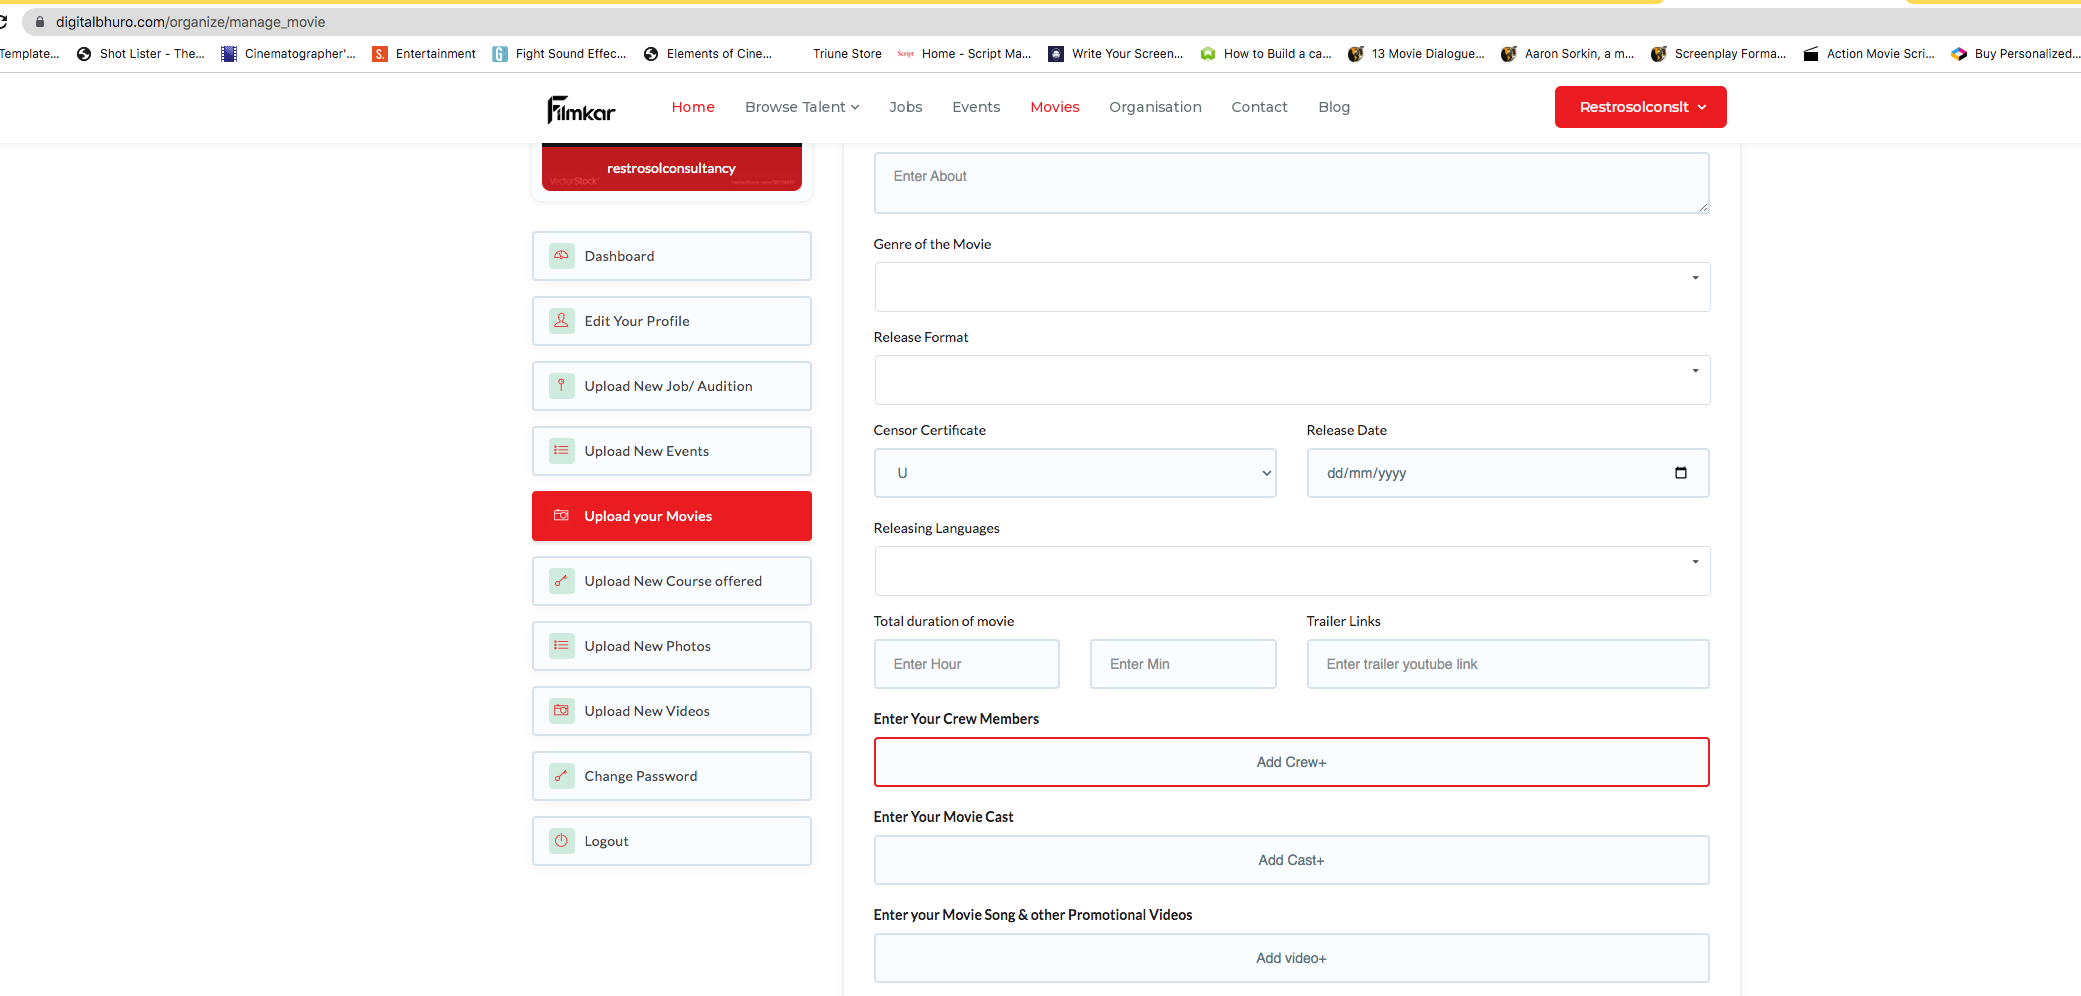 digitalbhuro.com/organize/manage_movie
Template...
Shot Lister - The...
Cinematographer'...
S.
Entertainment
G
Fight Sound Effec...
Elements of Cine...
Triune Store
Script
Home - Script Ma...
Write Your Screen...
How to Build a ca...
13 Movie Dialogue...
Aaron Sorkin, a m...
Screenplay Forma...
Action Movie Scri...
Buy Personalized...
Filmkar
Home
Browse Talent
Jobs
Events
Movies
Organisation
Contact
Blog
Restrosolconslt
restrosolconsultancy
VectorStock
Dashboard
Edit Your Profile
Upload New Job/ Audition
Upload New Events
Upload your Movies
Upload New Course offered
Upload New Photos
Upload New Videos
Change Password
Logout
Enter About
Genre of the Movie
Release Format
Censor Certificate
Release Date
U
dd/mm/yyyy
Releasing Languages
Total duration of movie
Trailer Links
Enter Hour
Enter Min
Enter trailer youtube link
Enter Your Crew Members
Add Crew+
Enter Your Movie Cast
Add Cast+
Enter your Movie Song & other Promotional Videos
Add video+